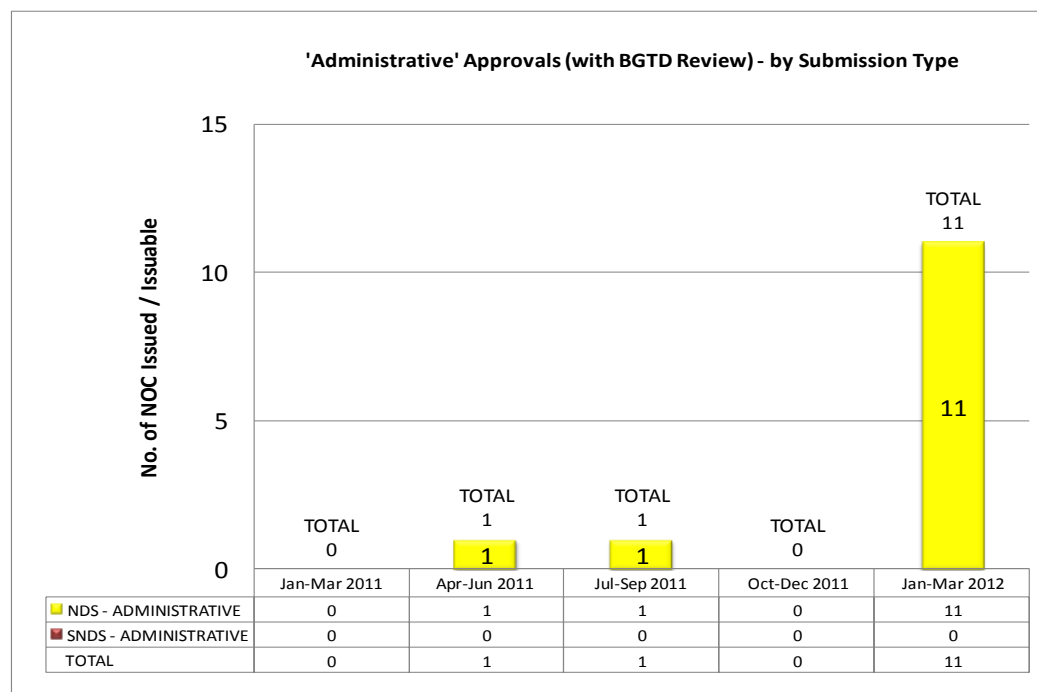 'Administrative' Approvals (with BGTD Review) - by Submission Type
No. of NOC Issued / Issuable
15
10
5
0
TOTAL
0
TOTAL
1
1
TOTAL
1
1
TOTAL
0
TOTAL
11
11
Jan-Mar 2011 Apr-Jun 2011 Jul-Sep 2011 Oct-Dec 2011 Jan-Mar 2012
NDS - ADMINISTRATIVE 0 1 1 0 11
SNDS - ADMINISTRATIVE 0 0 0 0 0
TOTAL 0 1 1 0 11